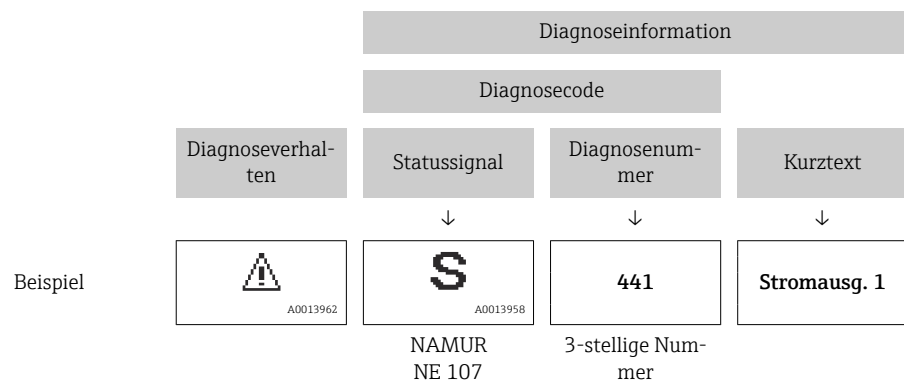 Diagnoseinformation
Diagnosecode
Diagnoseverhal-
ten
Statussignal
Diagnosenum-
mer
Kurztext
↓ ↓ ↓
Beispiel
A0013962
S
A0013958
441
Stromausg. 1
NAMUR
NE 107
3-stellige Num-
mer